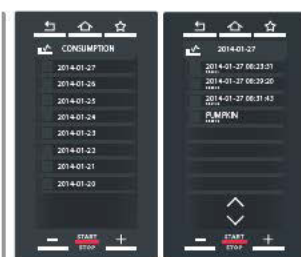 CONSUMPTION
2014-01-27
2014-01-26
2014-01-25
2014-01-24
2014-01-23
2014-01-22
2014-01-21
2014-01-20
START
STOP
2014-01-27
2014-01-27 08:23:51
2014-01-27 08:20:20
2014-01-27 08:31:43
PUMPKIN
START
STOP